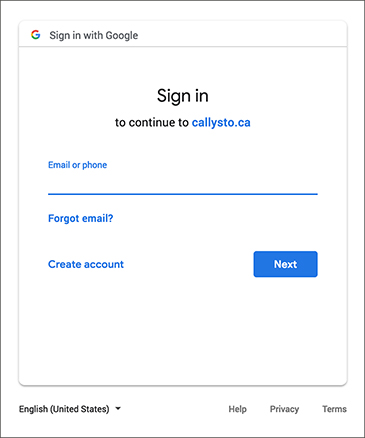 Sign in with Google
Sign in
to continue to callysto.ca
Email or phone
Forgot email?
Create account
Next
English (United States)
Help
Privacy
Terms